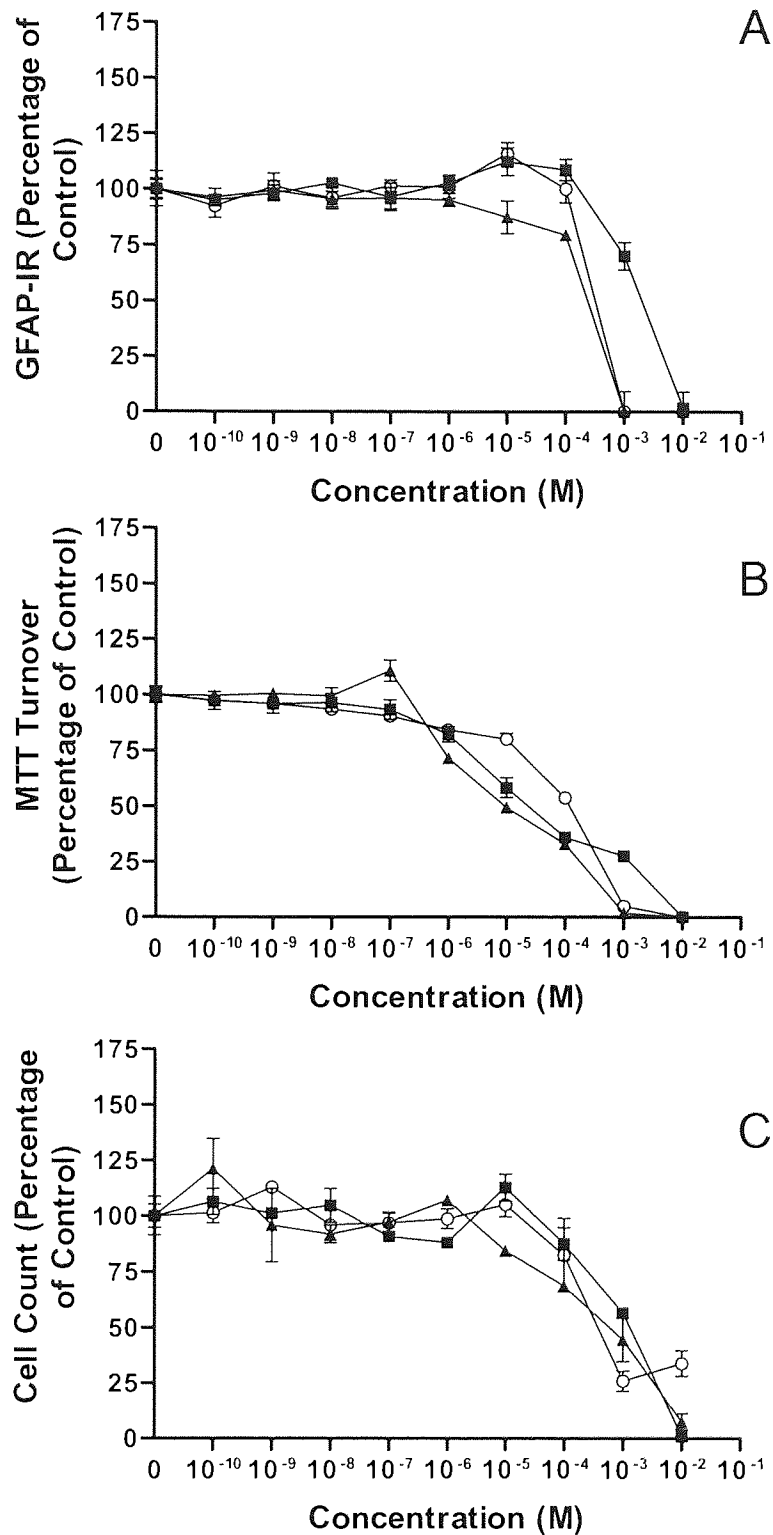 A
GFAP-IR (Percentage of
Control)
175
150
125
100
75
50
25
0
0 10⁻¹⁰ 10⁻⁹ 10⁻⁸ 10⁻⁷ 10⁻⁶ 10⁻⁵ 10⁻⁴ 10⁻³ 10⁻² 10⁻¹
Concentration (M)
B
MTT Turnover
(Percentage of Control)
175
150
125
100
75
50
25
0
0 10⁻¹⁰ 10⁻⁹ 10⁻⁸ 10⁻⁷ 10⁻⁶ 10⁻⁵ 10⁻⁴ 10⁻³ 10⁻² 10⁻¹
Concentration (M)
C
Cell Count (Percentage
of Control)
175
150
125
100
75
50
25
0
0 10⁻¹⁰ 10⁻⁹ 10⁻⁸ 10⁻⁷ 10⁻⁶ 10⁻⁵ 10⁻⁴ 10⁻³ 10⁻² 10⁻¹
Concentration (M)